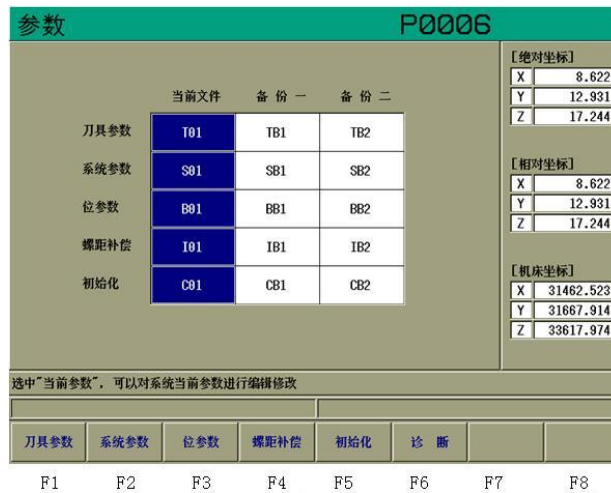 参数 P0006
当前文件 备份一 备份二
刀具参数 T01 TB1 TB2
系统参数 S01 SB1 SB2
位参数 B01 BB1 BB2
螺距补偿 I01 IB1 IB2
初始化 C01 CB1 CB2
[绝对坐标]
X 8.622
Y 12.931
Z 17.244
[相对坐标]
X 8.622
Y 12.931
Z 17.244
[机床坐标]
X 31462.523
Y 31667.914
Z 33617.974
选中"当前参数"，可以对系统当前参数进行编辑修改
刀具参数 系统参数 位参数 螺距补偿 初始化 诊断
F1 F2 F3 F4 F5 F6 F7 F8